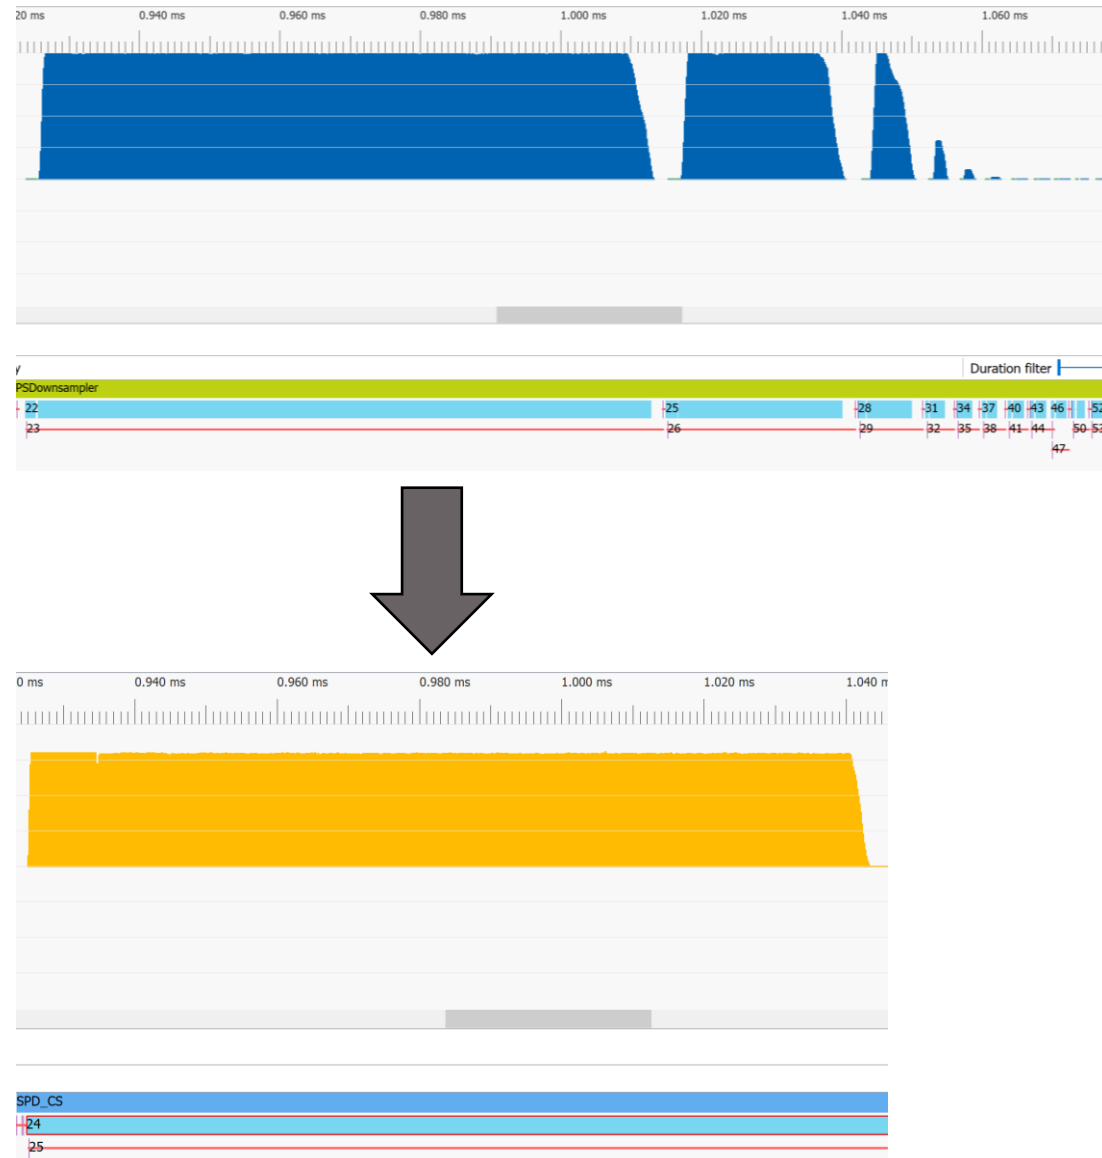 20 ms 0.940 ms 0.960 ms 0.980 ms 1.000 ms 1.020 ms 1.040 ms 1.060 ms
y Duration filter
PSDownsampler
22 25 28 31 34 37 40 43 46 52
23 26 29 32 35 38 41 44 50 53
47
0 ms 0.940 ms 0.960 ms 0.980 ms 1.000 ms 1.020 ms 1.040 m
SPD_CS
24
25